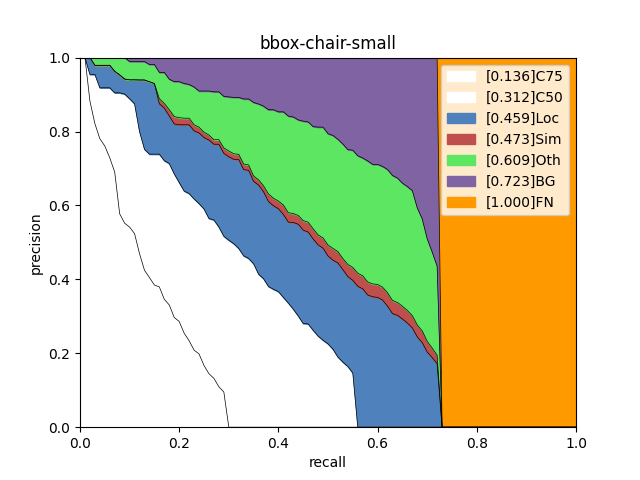 bbox-chair-small
1.0
0.8
0.6
0.4
0.2
0.0
precision
[0.136]C75
[0.312]C50
[0.459]Loc
[0.473]Sim
[0.609]Oth
[0.723]BG
[1.000]FN
0.0 0.2 0.4 0.6 0.8 1.0
recall